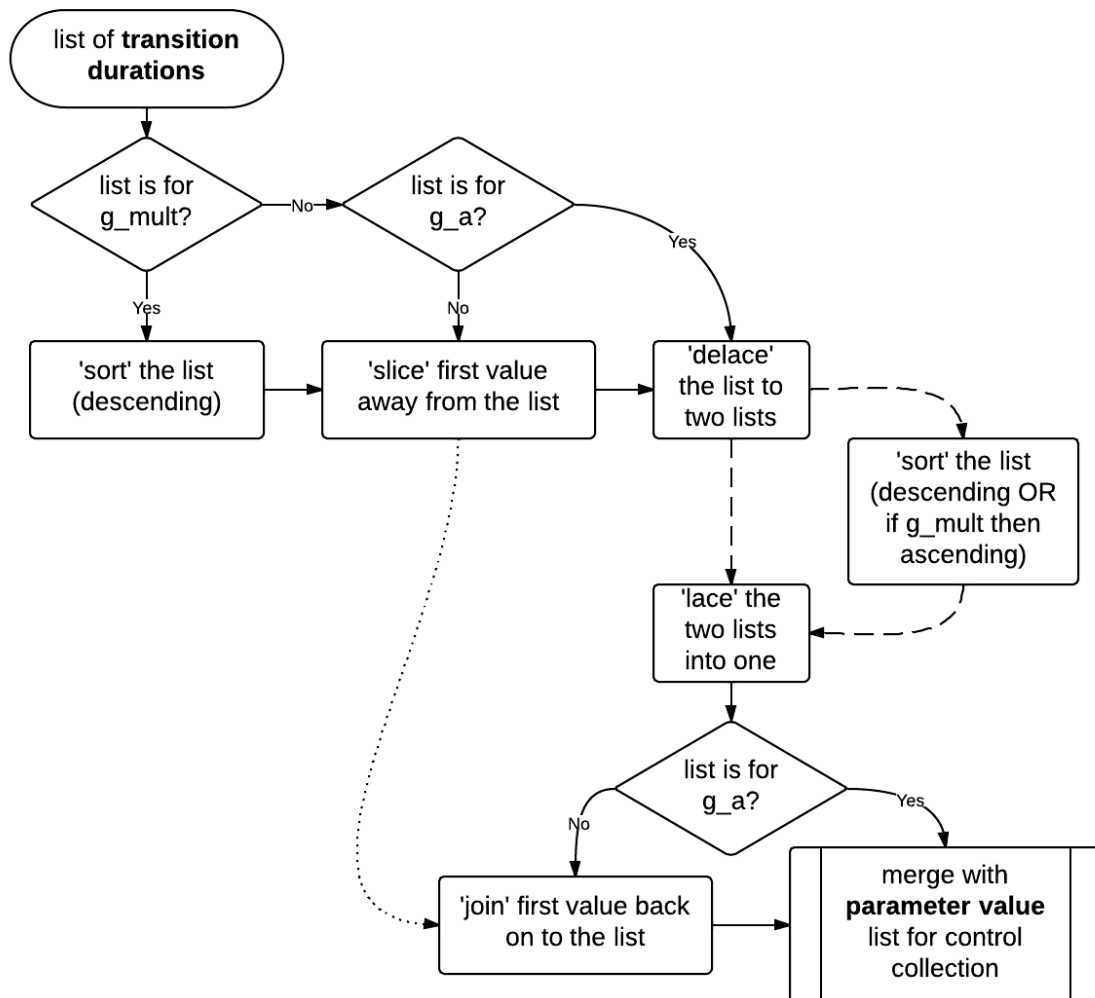 list of transition
durations
list is for
g_mult?
No
list is for
g_a?
Yes
Yes
No
'sort' the list
(descending)
'slice' first value
away from the list
'delace'
the list to
two lists
'sort' the list
(descending OR
if g_mult then
ascending)
'lace' the
two lists
into one
list is for
g_a?
No
Yes
'join' first value back
on to the list
merge with
parameter value
list for control
collection